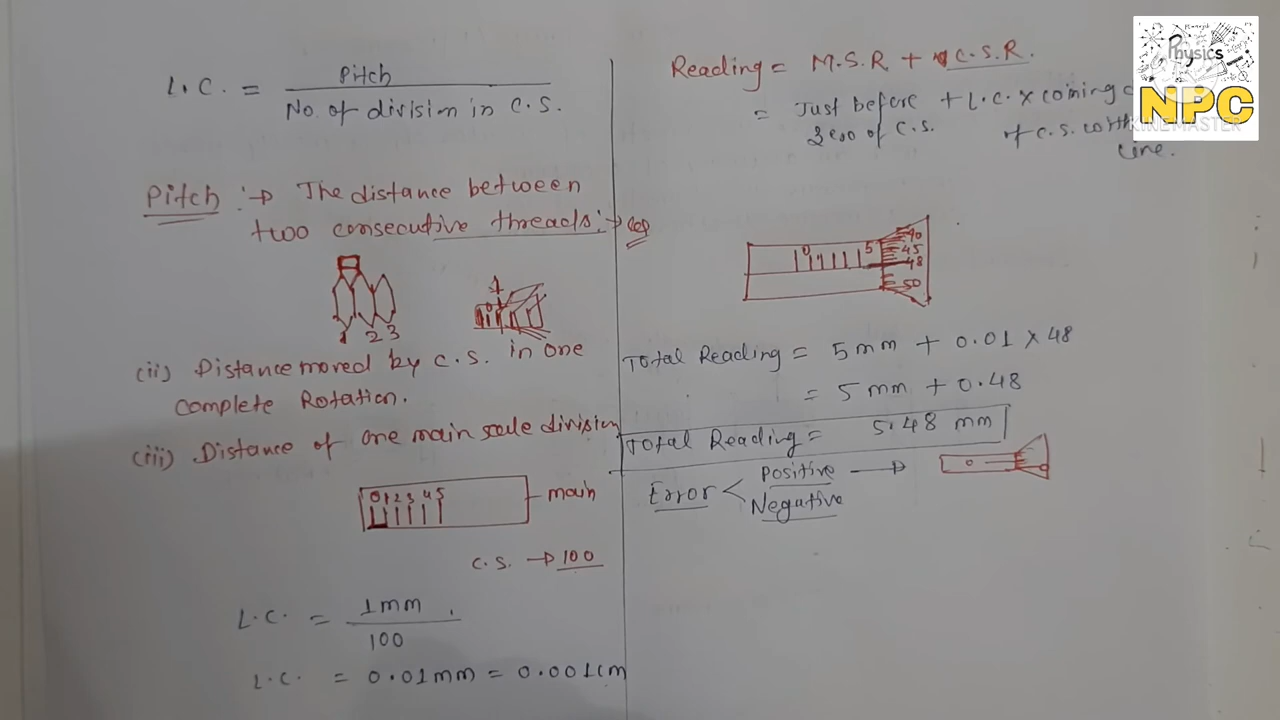 L.C. = Pitch
No. of division in C.S.
Pitch :→ The distance between
two consecutive threads :→
1 2 3
(ii) Distance moved by C.S. in one
Complete Rotation.
(iii) Distance of one main scale division
0 1 2 3 4 5
main
C.S. → 100
L.C. = 1mm
100
L.C. = 0.01mm = 0.001cm
Reading = M.S.R + C.S.R.
= Just before + L.C. x coming
zero of C.S. of C.S. with
line.
0 5
40
45
48
50
Total Reading = 5mm + 0.01 x 48
= 5 mm + 0.48
Total Reading = 5.48 mm
Error < Positive →
Negative
0
Physics
NPC
KINEMASTER